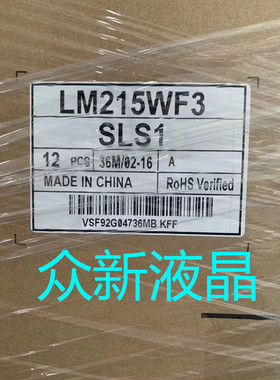 LM215WF3
SLS1
12 PCS 36M/02-16 A
MADE IN CHINA RoHS Verified
VSF92G04736MB KFF
众新液晶